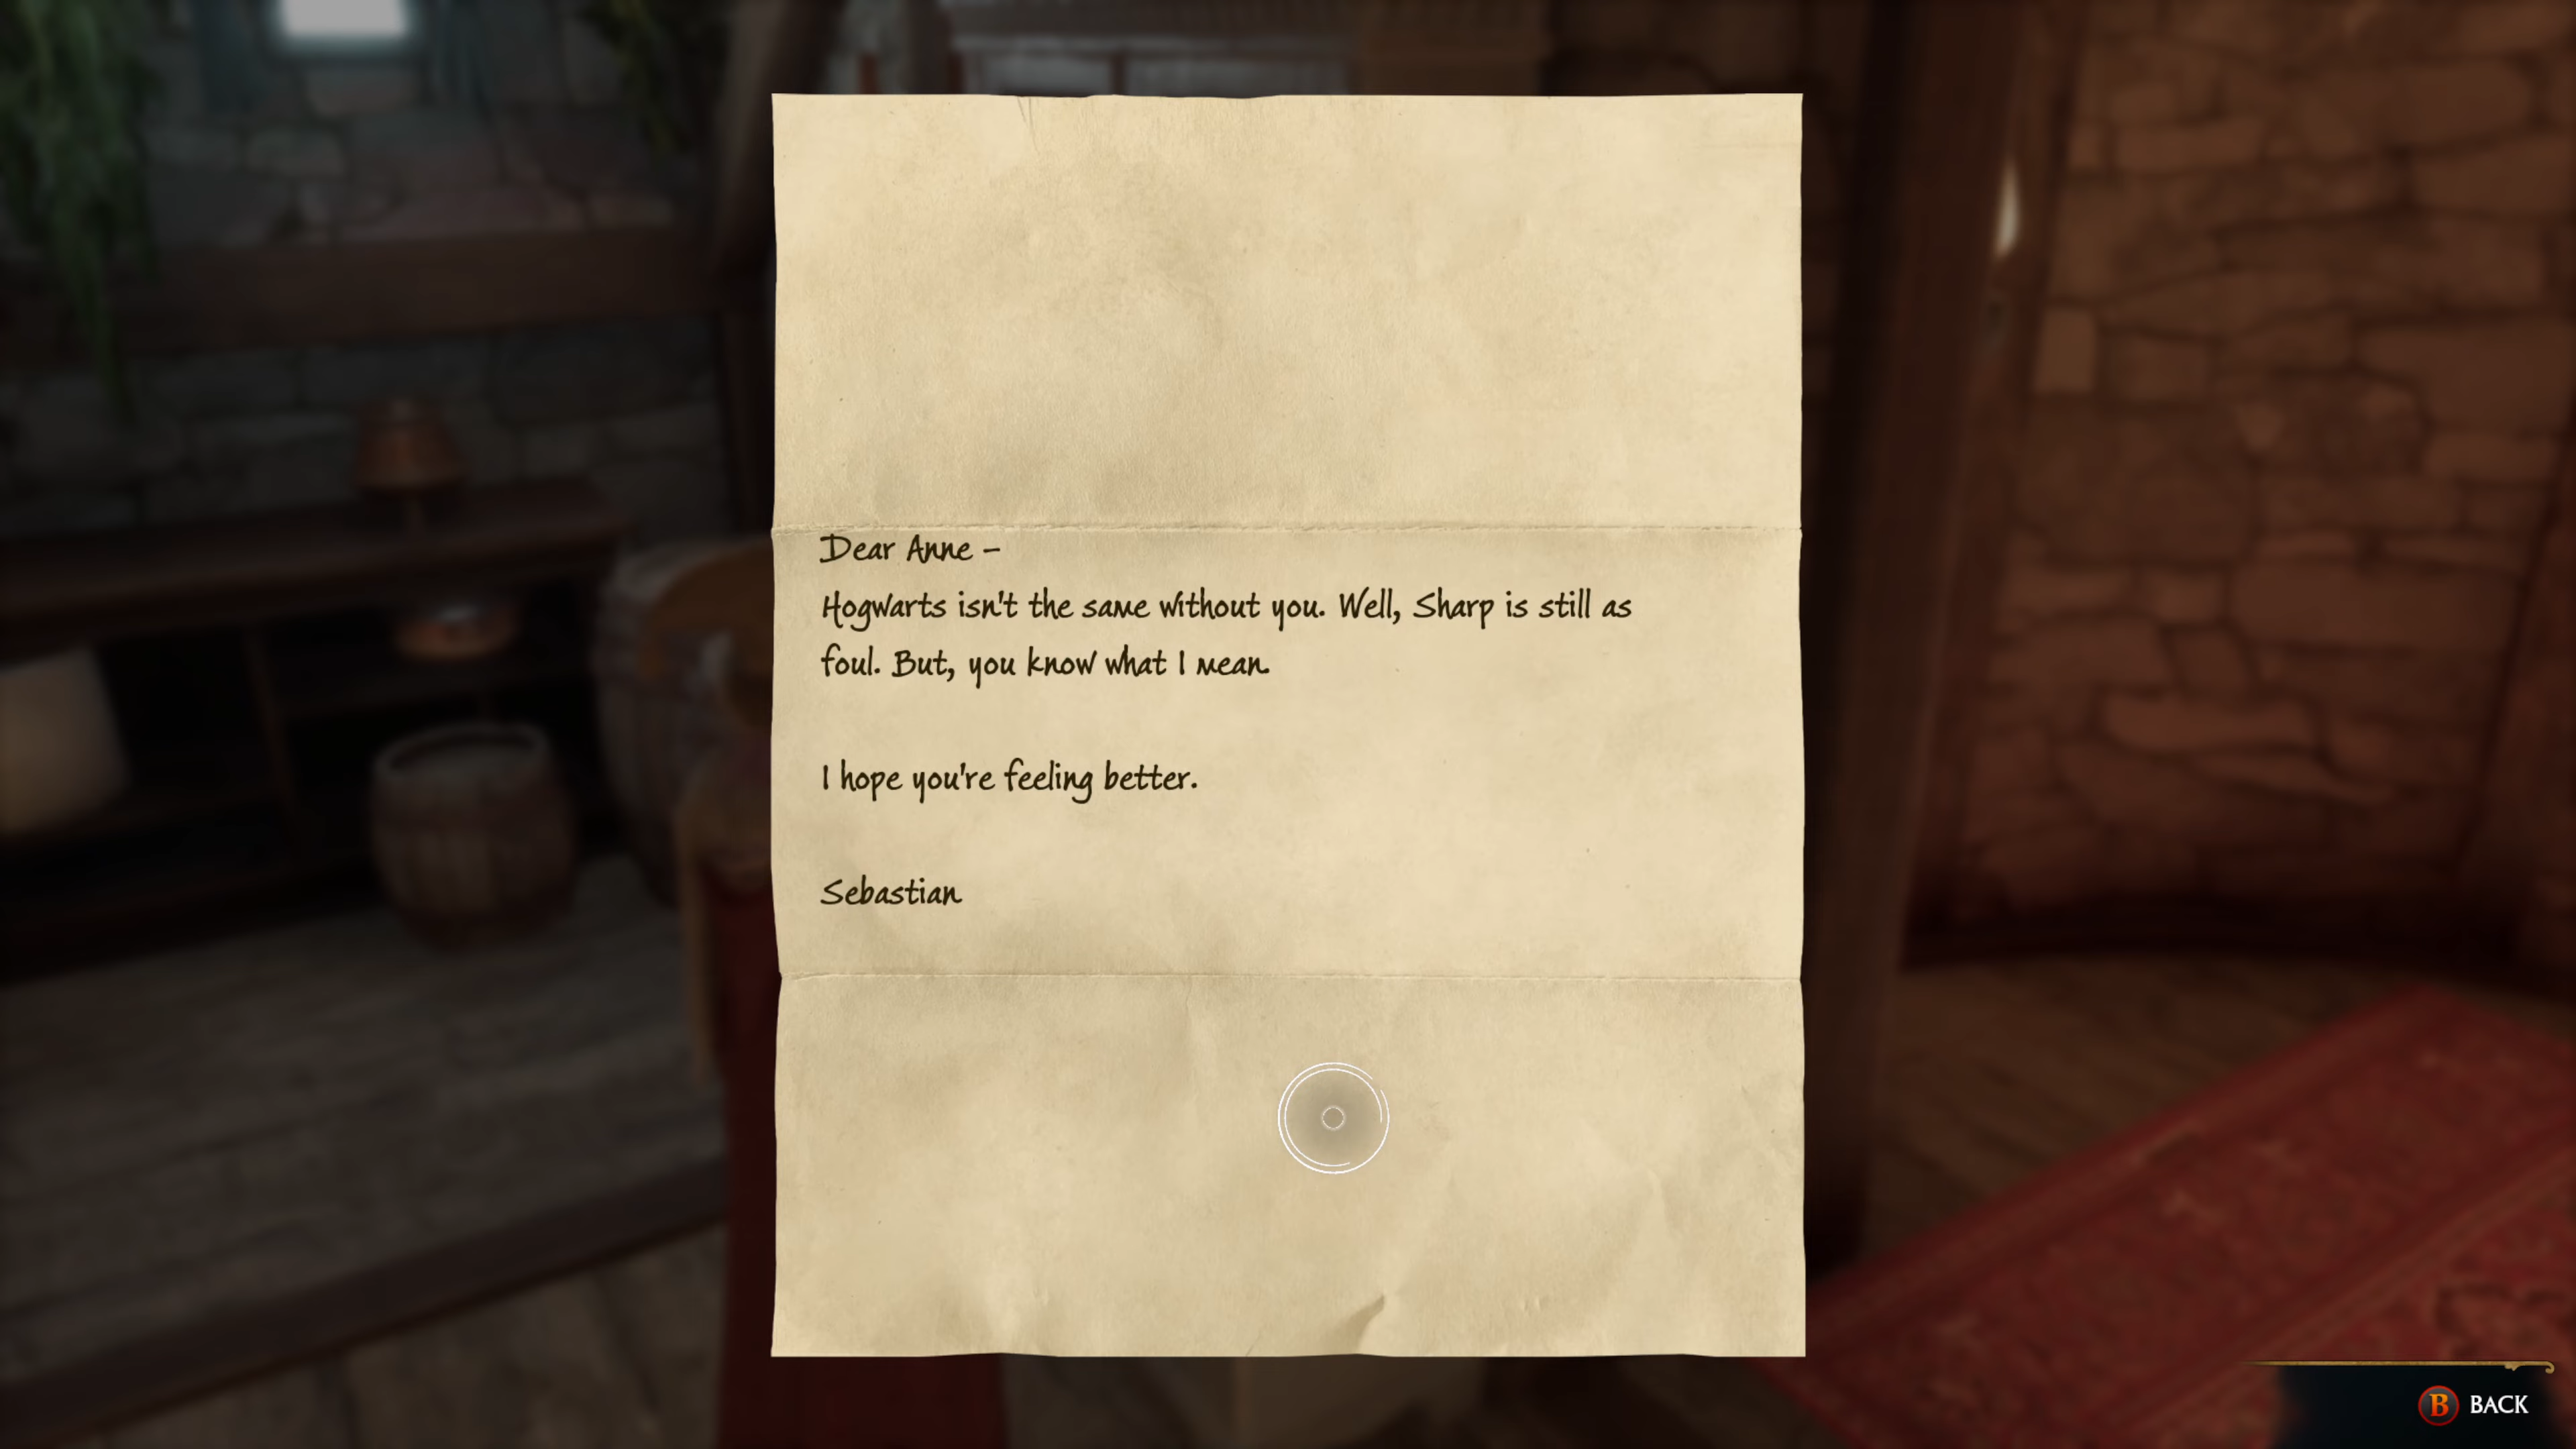 Dear Anne –
Hogwarts isn't the same without you. Well, Sharp is still as
foul. But, you know what I mean.
I hope you're feeling better.
Sebastian
B BACK